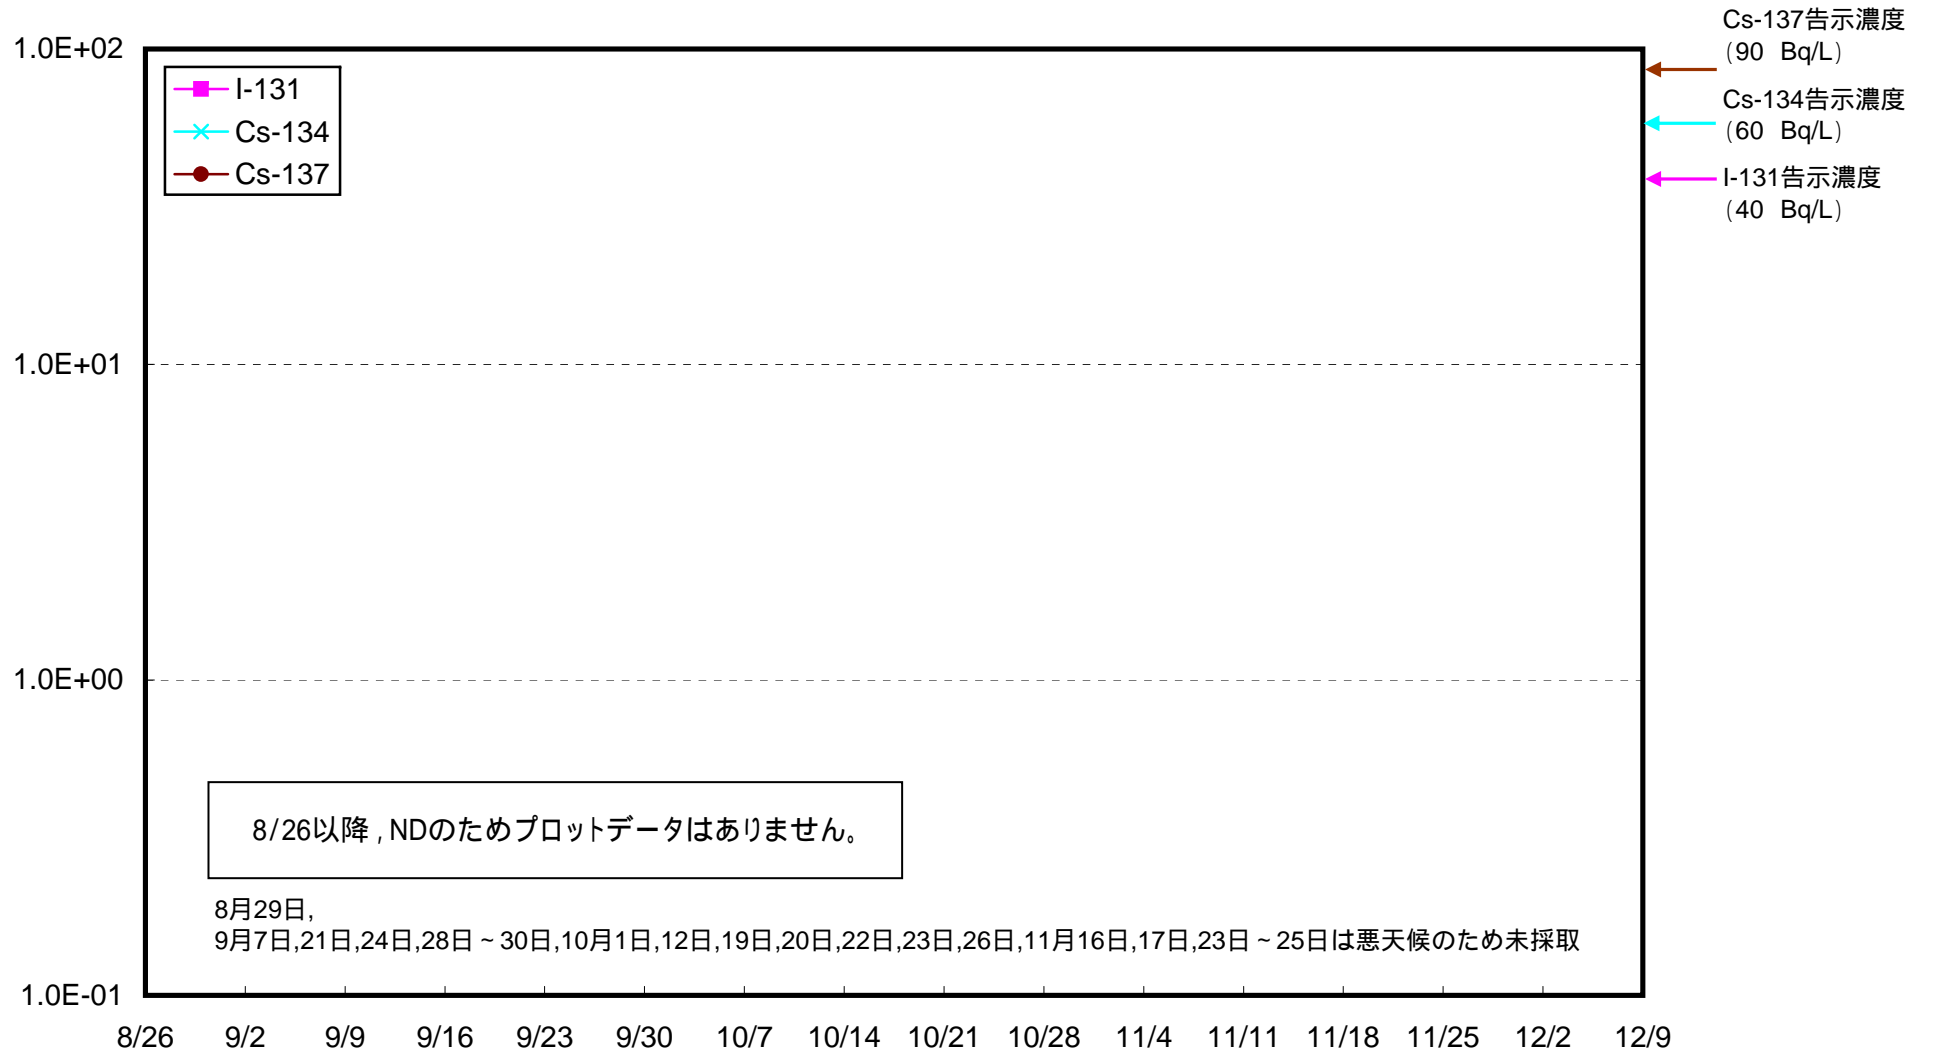 1.0E+02
1.0E+01
1.0E+00
1.0E-01
I-131
Cs-134
Cs-137
Cs-137告示濃度
(90 Bq/L)
Cs-134告示濃度
(60 Bq/L)
I-131告示濃度
(40 Bq/L)
8/26以降,NDのためプロットデータはありません。
8月29日,
9月7日,21日,24日,28日~30日,10月1日,12日,19日,20日,22日,23日,26日,11月16日,17日,23日~25日は悪天候のため未採取
8/26 9/2 9/9 9/16 9/23 9/30 10/7 10/14 10/21 10/28 11/4 11/11 11/18 11/25 12/2 12/9